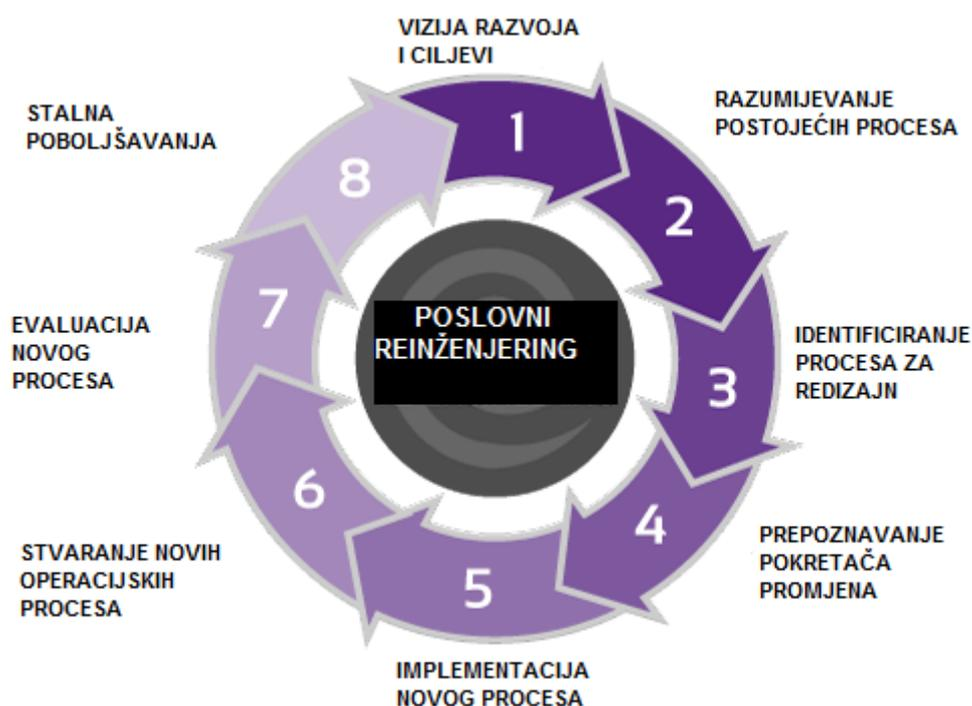 VIZIJA RAZVOJA
I CILJEVI
1
RAZUMIJEVANJE
POSTOJEĆIH PROCESA
2
IDENTIFICIRANJE
PROCESA ZA
REDIZAJN
3
PREPOZNAVANJE
POKRETAČA
PROMJENA
4
IMPLEMENTACIJA
NOVOG PROCESA
5
STVARANJE NOVIH
OPERACIJSKIH
PROCESA
6
EVALUACIJA
NOVOG
PROCESA
7
STALNA
POBOLJŠAVANJA
8
POSLOVNI
REINŽENJERING